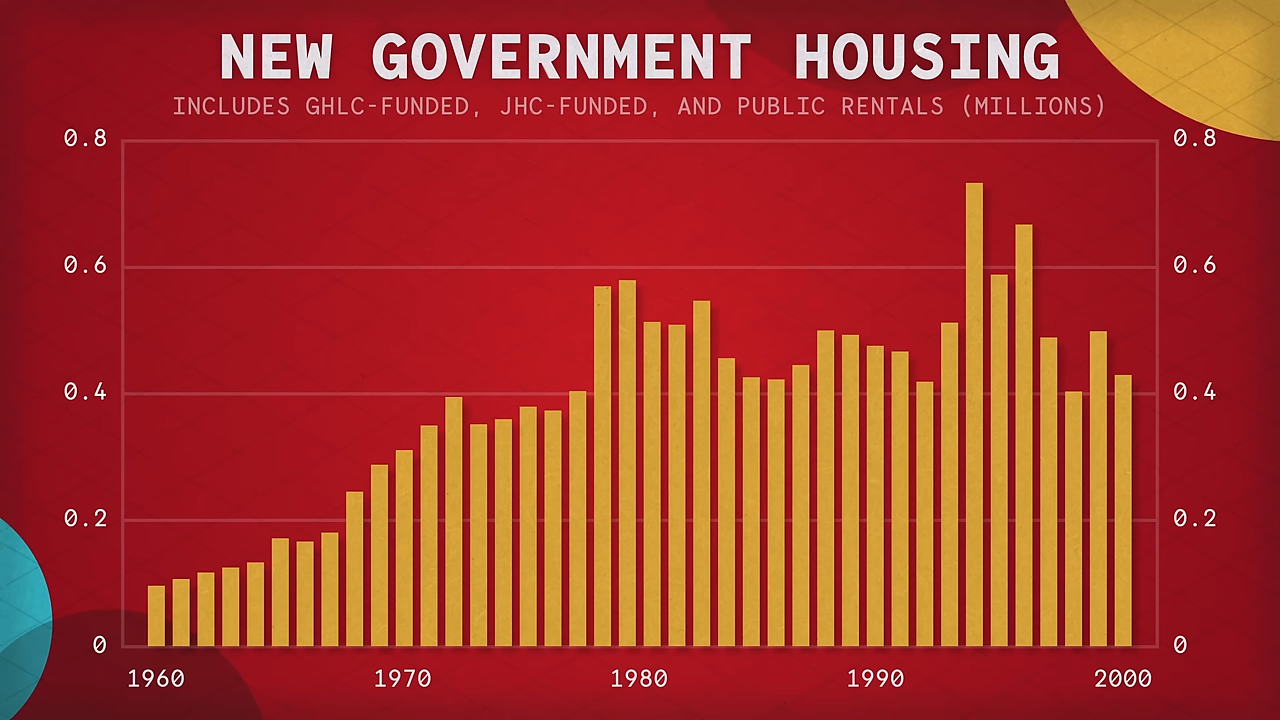 NEW GOVERNMENT HOUSING
INCLUDES GHLC-FUNDED, JHC-FUNDED, AND PUBLIC RENTALS (MILLIONS)
0.8 0.8
0.6 0.6
0.4 0.4
0.2 0.2
0 0
1960 1970 1980 1990 2000